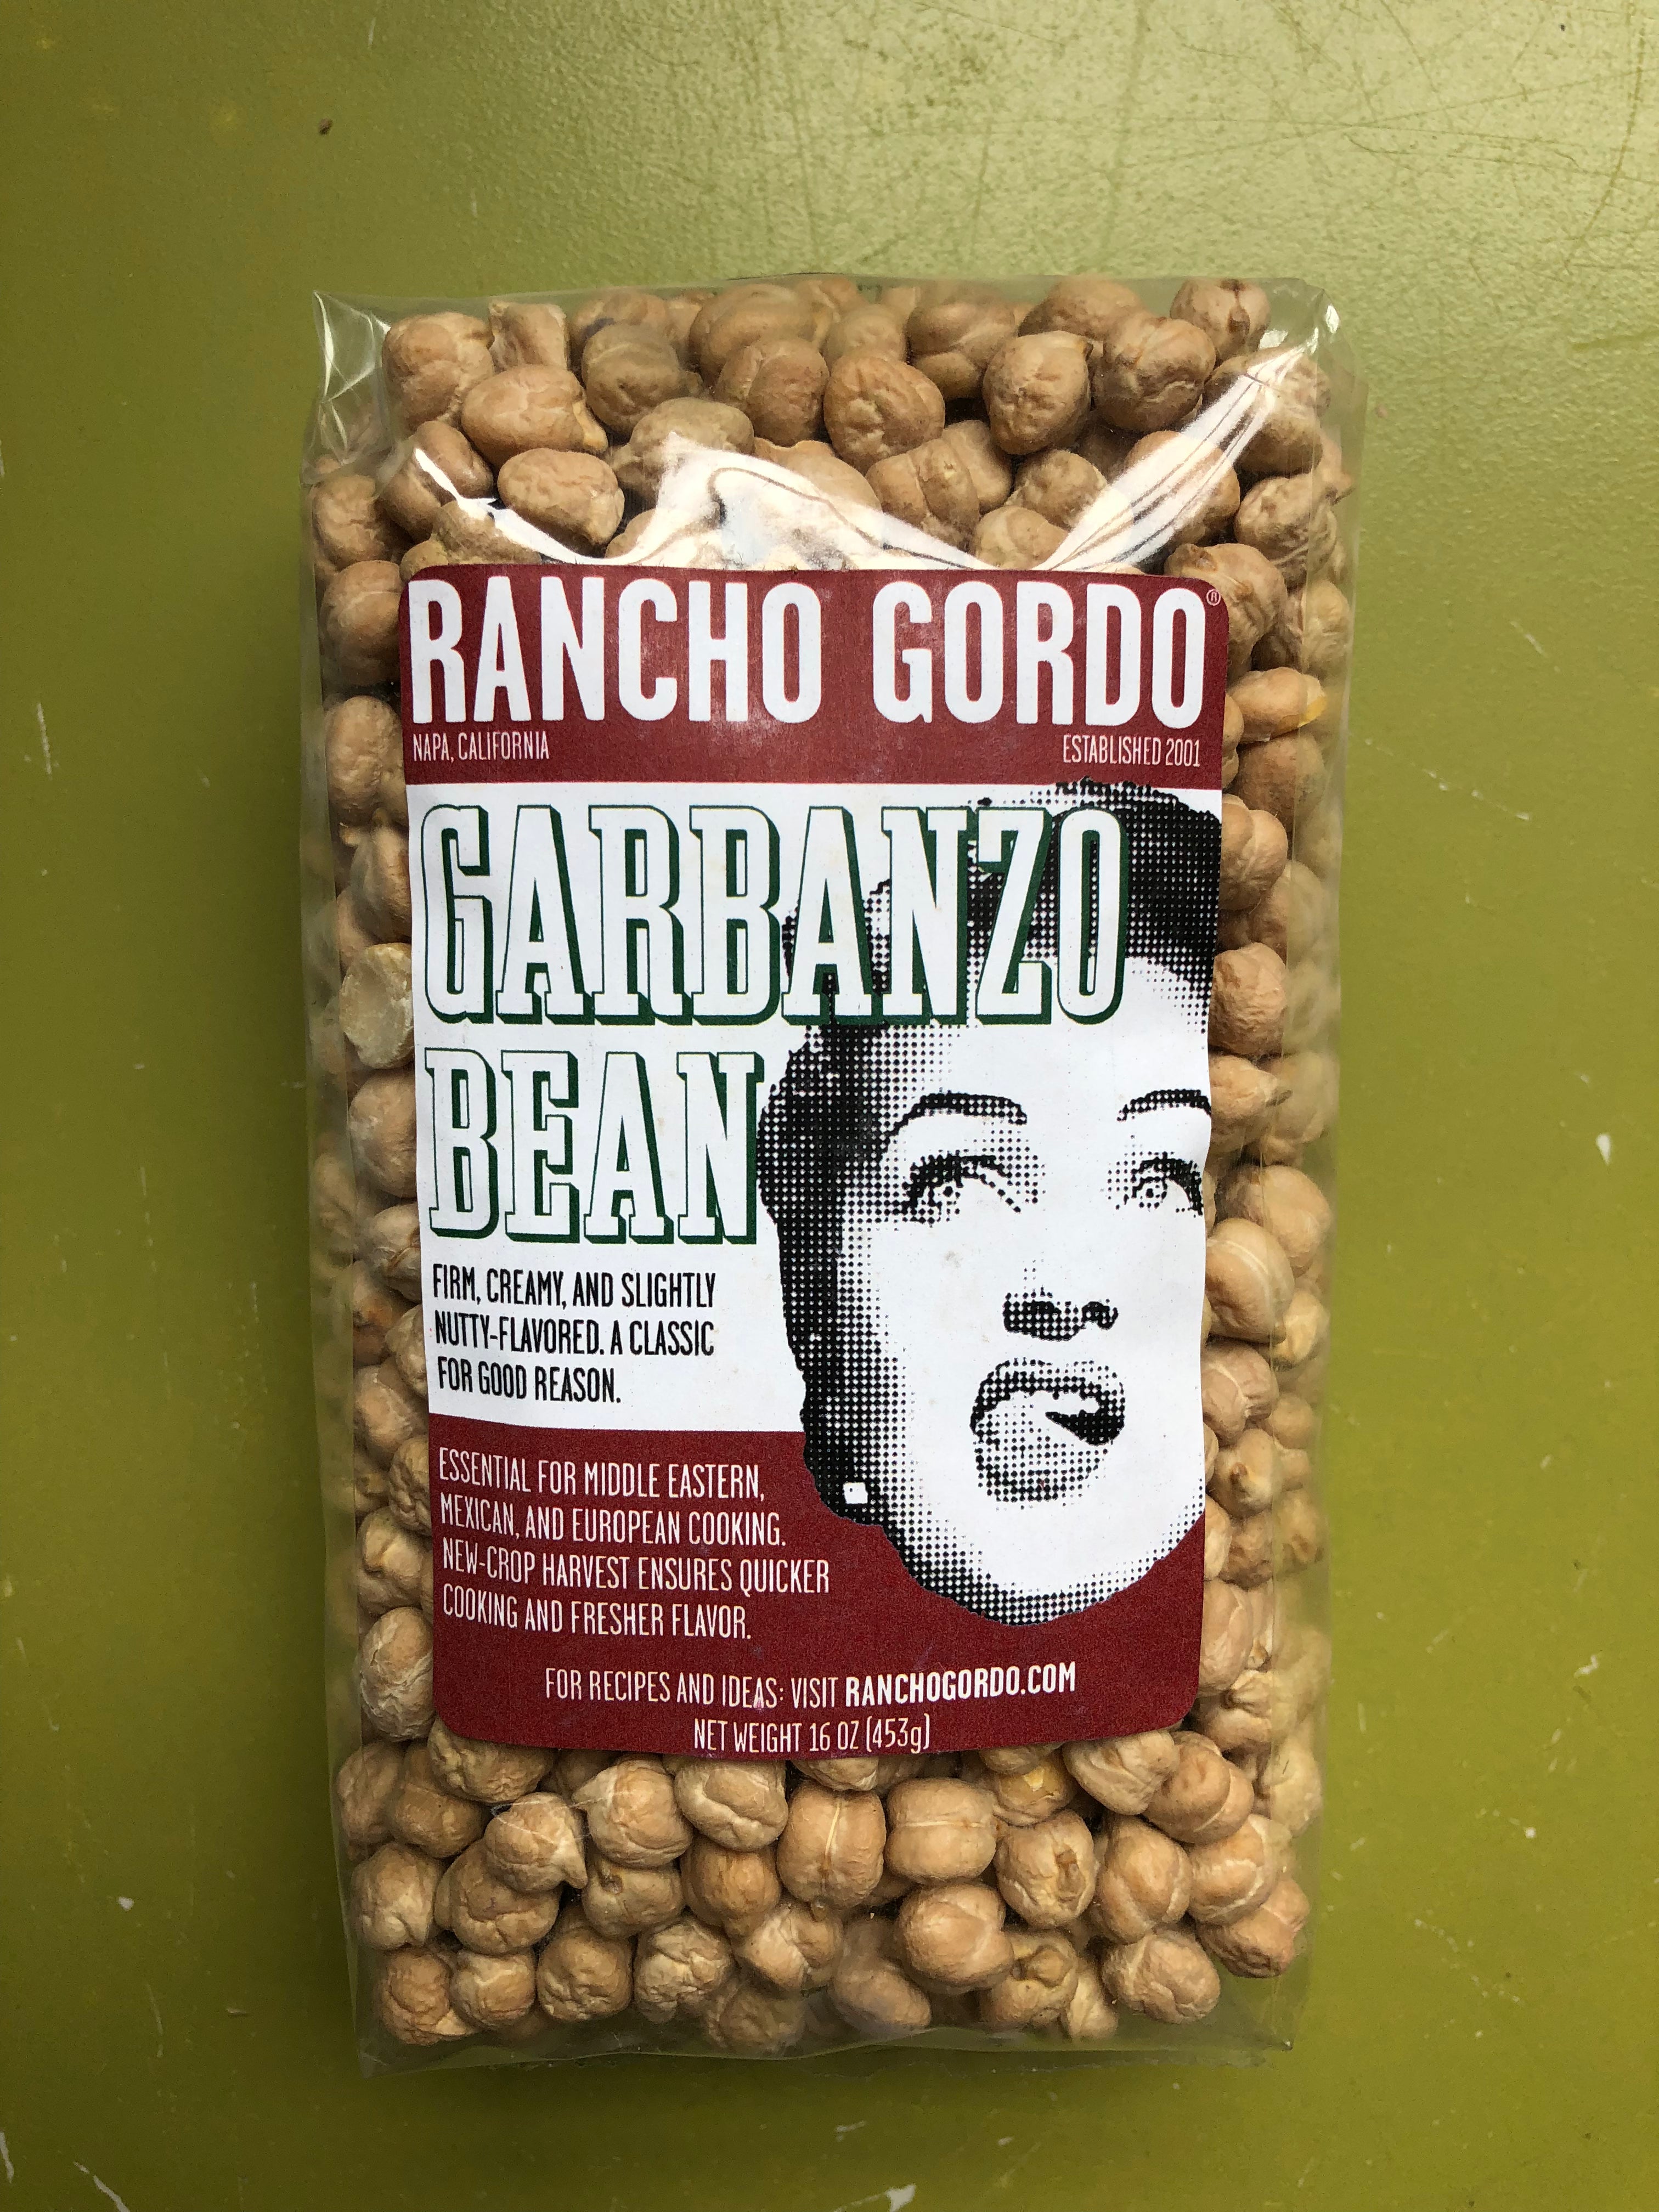 RANCHO GORDO®
NAPA, CALIFORNIA
ESTABLISHED 2001
GARBANZO
BEAN
FIRM, CREAMY, AND SLIGHTLY
NUTTY-FLAVORED. A CLASSIC
FOR GOOD REASON.
ESSENTIAL FOR MIDDLE EASTERN,
MEXICAN, AND EUROPEAN COOKING.
NEW-CROP HARVEST ENSURES QUICKER
COOKING AND FRESHER FLAVOR.
FOR RECIPES AND IDEAS: VISIT RANCHOGORDO.COM
NET WEIGHT 16 OZ (453g)